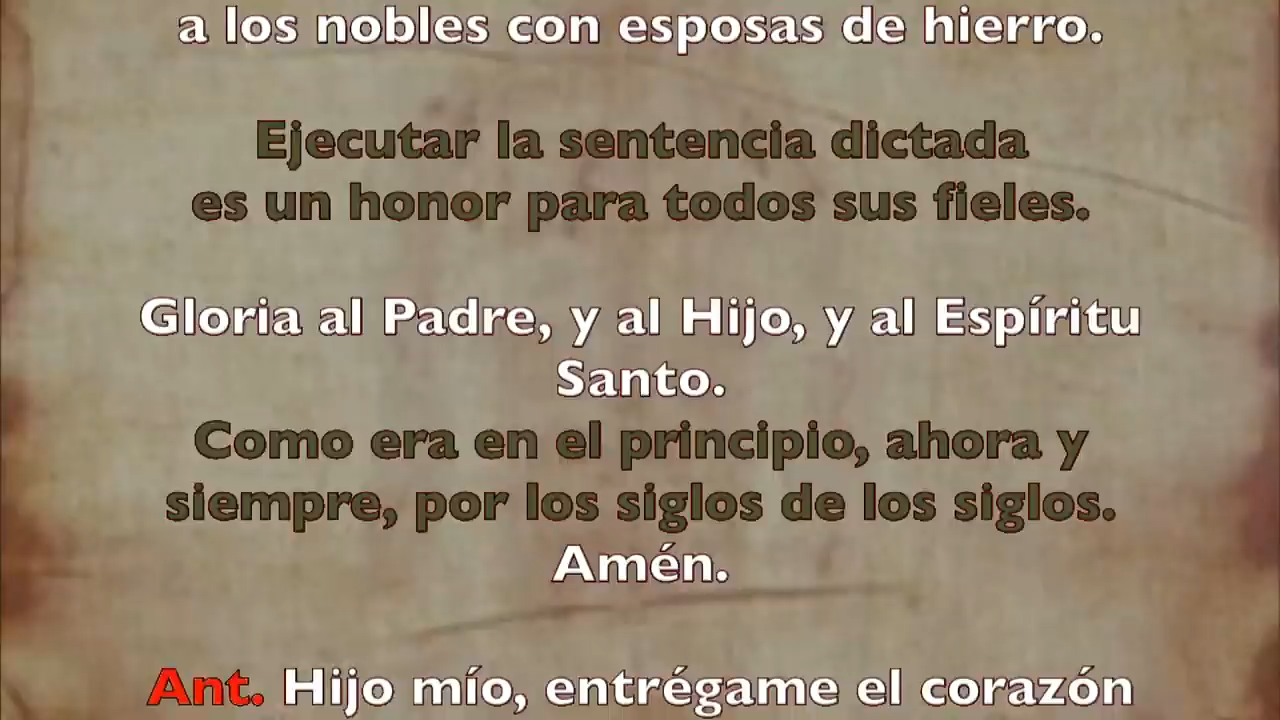 a los nobles con esposas de hierro.
Ejecutar la sentencia dictada
es un honor para todos sus fieles.
Gloria al Padre, y al Hijo, y al Espíritu
Santo.
Como era en el principio, ahora y
siempre, por los siglos de los siglos.
Amén.
Ant. Hijo mío, entrégame el corazón